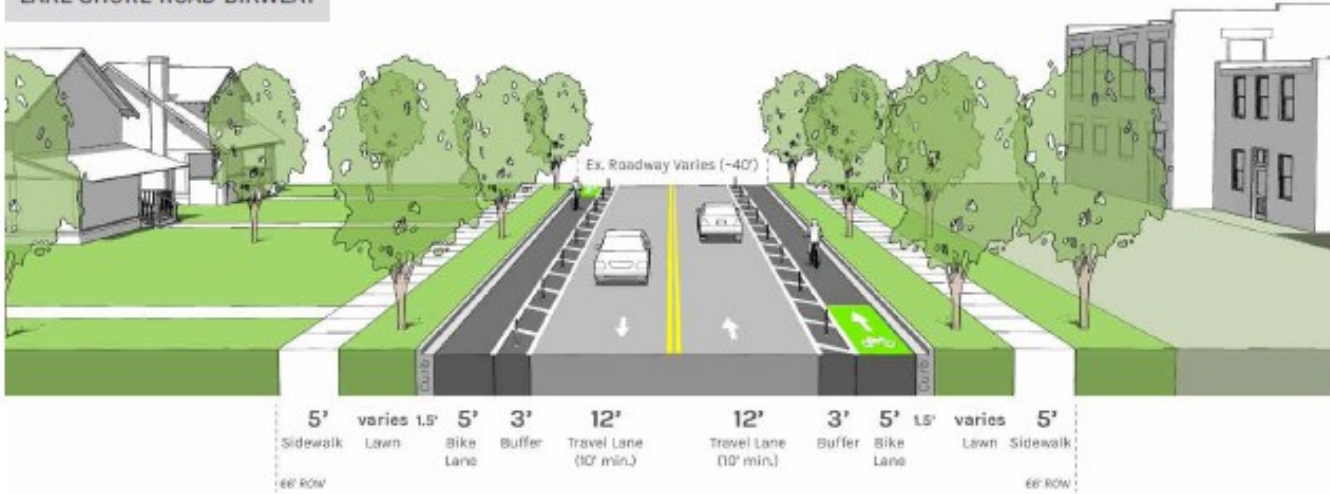 Ex. Roadway Varices (~40')
Curb
Curb
5' varies 1.5' 5' 3' 12' 12' 3' 5' 1.5' varies 5'
Sidewalk Lawn Bike Buffer Travel Lane Travel Lane Buffer Bike Lawn Sidewalk
Lane (10' min.) (10' min.) Lane
66' ROW 66' ROW